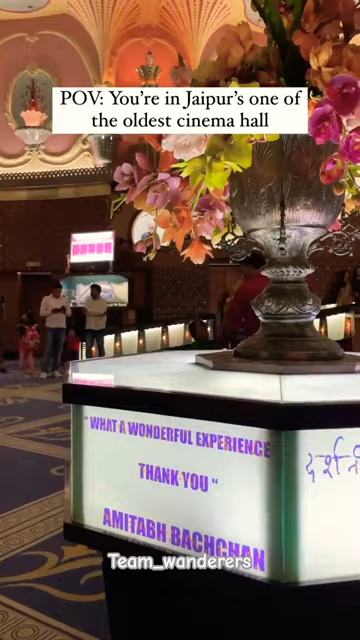 POV: You're in Jaipur's one of
the oldest cinema hall
"WHAT A WONDERFUL EXPERIENCE
THANK YOU"
AMITABH BACHCHAN
Team_wanderers